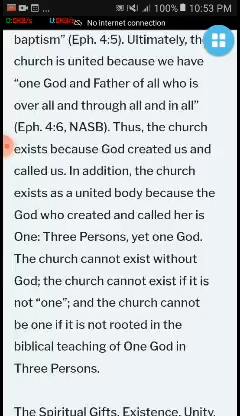 0.0KB/s 0.0KB/s 100% 10:53 PM
No internet connection
baptism” (Eph. 4:5). Ultimately, the
church is united because we have
“one God and Father of all who is
over all and through all and in all”
(Eph. 4:6, NASB). Thus, the church
exists because God created us and
called us. In addition, the church
exists as a united body because the
God who created and called her is
One: Three Persons, yet one God.
The church cannot exist without
God; the church cannot exist if it is
not “one”; and the church cannot
be one if it is not rooted in the
biblical teaching of One God in
Three Persons.
The Spiritual Gifts, Existence, Unity,